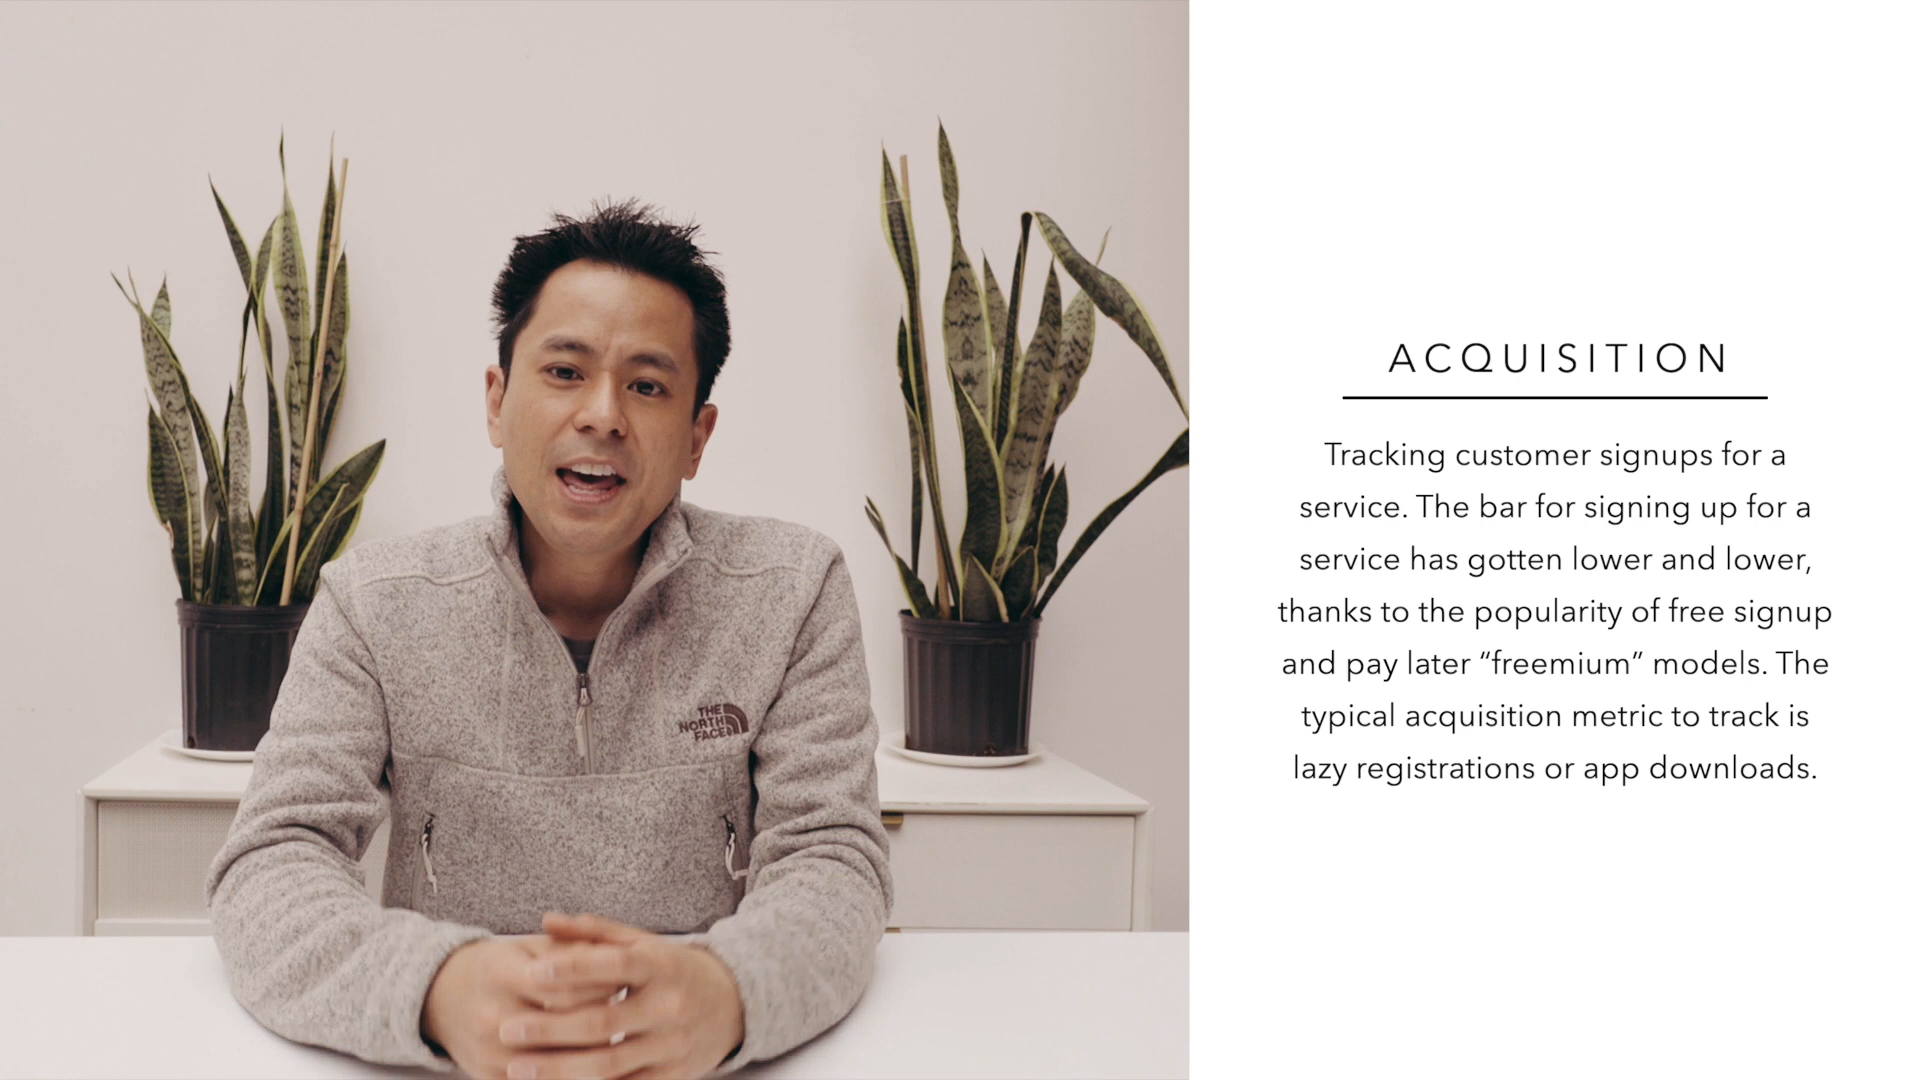 THE
NORTH
FACE
ACQUISITION
Tracking customer signups for a
service. The bar for signing up for a
service has gotten lower and lower,
thanks to the popularity of free signup
and pay later “freemium” models. The
typical acquisition metric to track is
lazy registrations or app downloads.